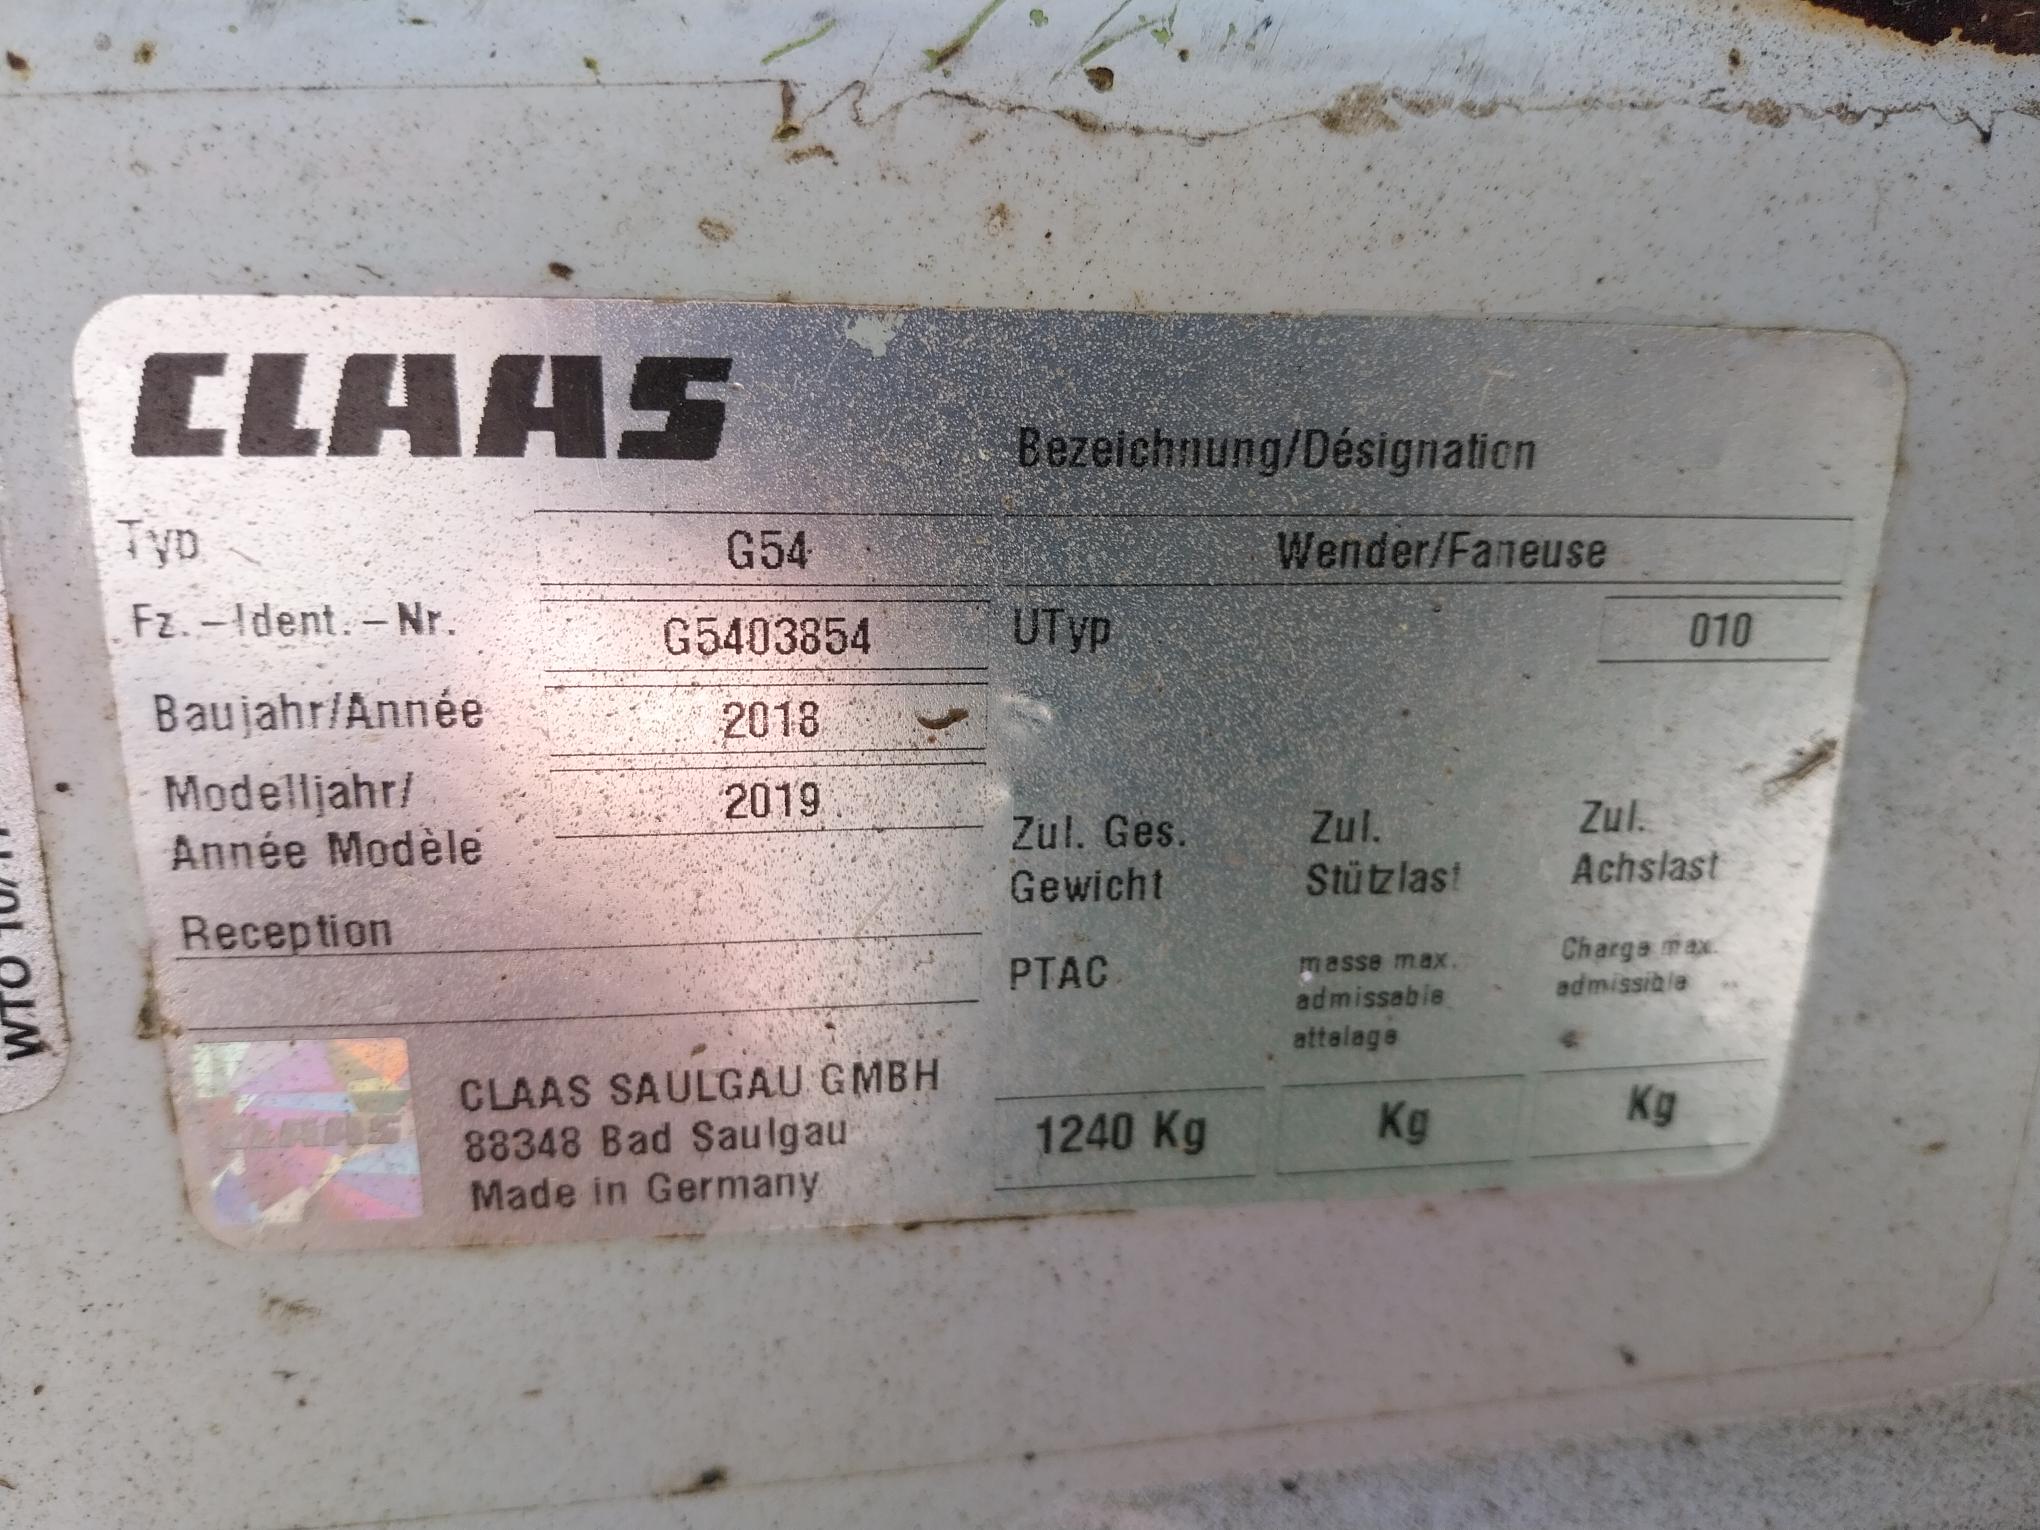 CLAAS
Bezeichnung/Désignation
Typ G54 Wender/Faneuse
Fz.-Ident.-Nr. G5403854 UTyp 010
Baujahr/Année 2018
Modelljahr/ 2019
Année Modèle
Zul. Ges. Zul. Zul.
Gewicht Stützlast Achslast
Reception
PTAC masse max. Charge max.
admissable admissible
attelage
1240 Kg Kg Kg
CLAAS
CLAAS SAULGAU GMBH
88348 Bad Saulgau
Made in Germany
WTO